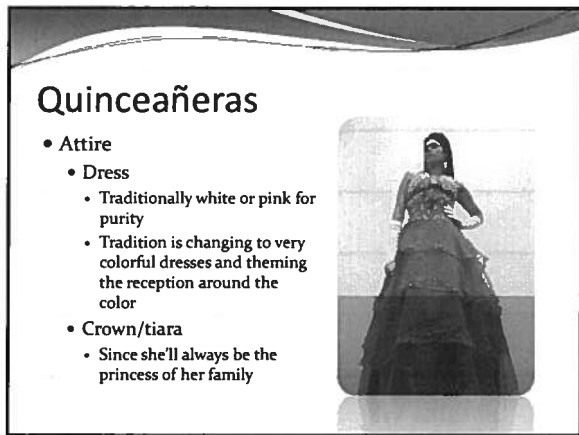 Quinceañeras
• Attire
• Dress
• Traditionally white or pink for
purity
• Tradition is changing to very
colorful dresses and theming
the reception around the
color
• Crown/tiara
• Since she'll always be the
princess of her family